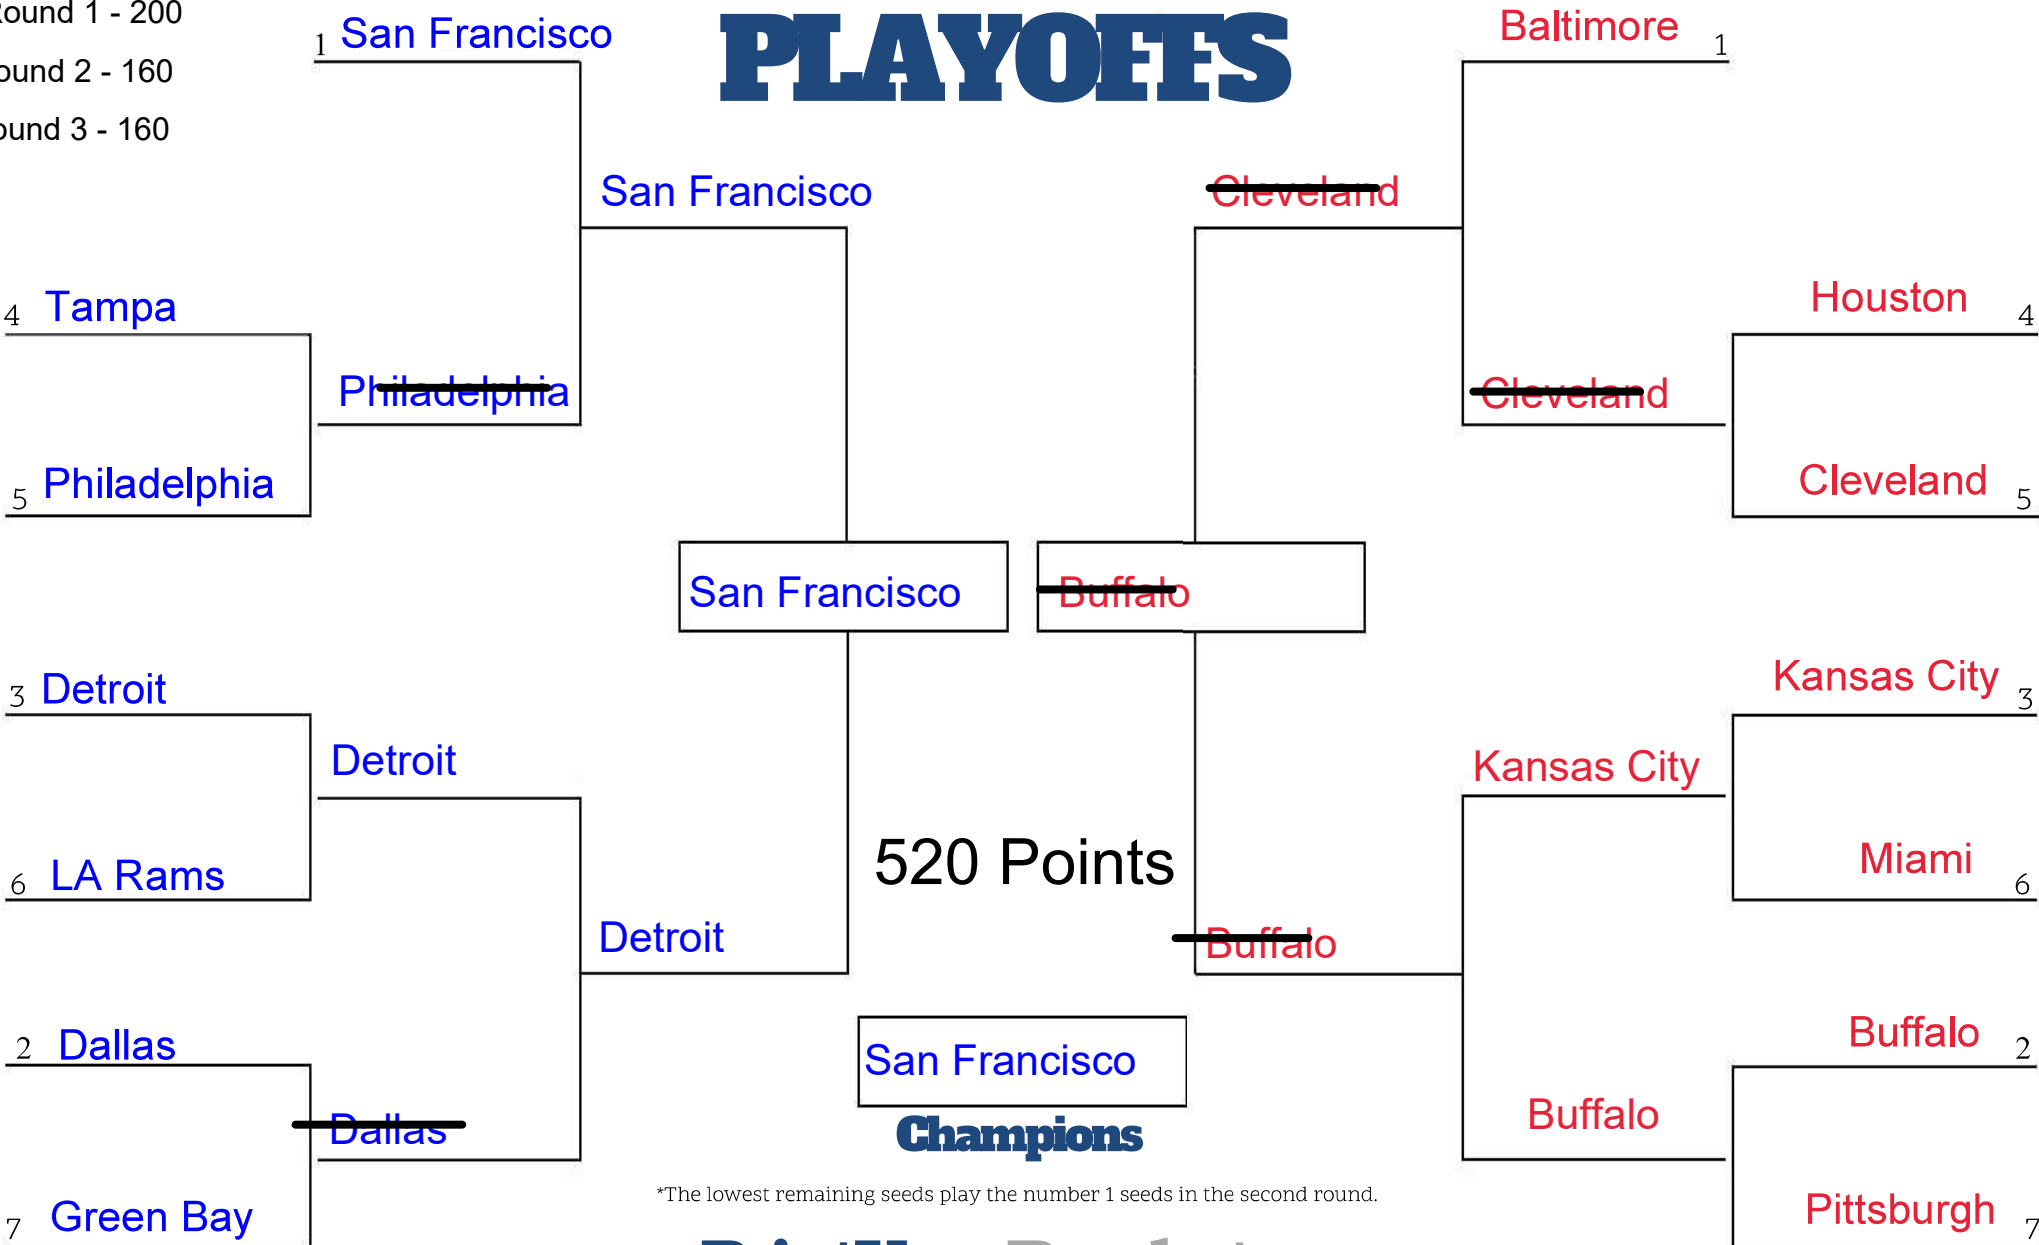 Round 1 - 200
Round 2 - 160
Round 3 - 160
PLAYOFFS
1 San Francisco
Baltimore 1
San Francisco
Cleveland
4 Tampa
Houston 4
Philadelphia
Cleveland
5 Philadelphia
Cleveland 5
San Francisco
Buffalo
3 Detroit
Kansas City 3
Detroit
Kansas City
6 LA Rams
Miami 6
520 Points
Detroit
Buffalo
2 Dallas
Buffalo 2
San Francisco
Dallas
Buffalo
Champions
*The lowest remaining seeds play the number 1 seeds in the second round.
7 Green Bay
Pittsburgh 7